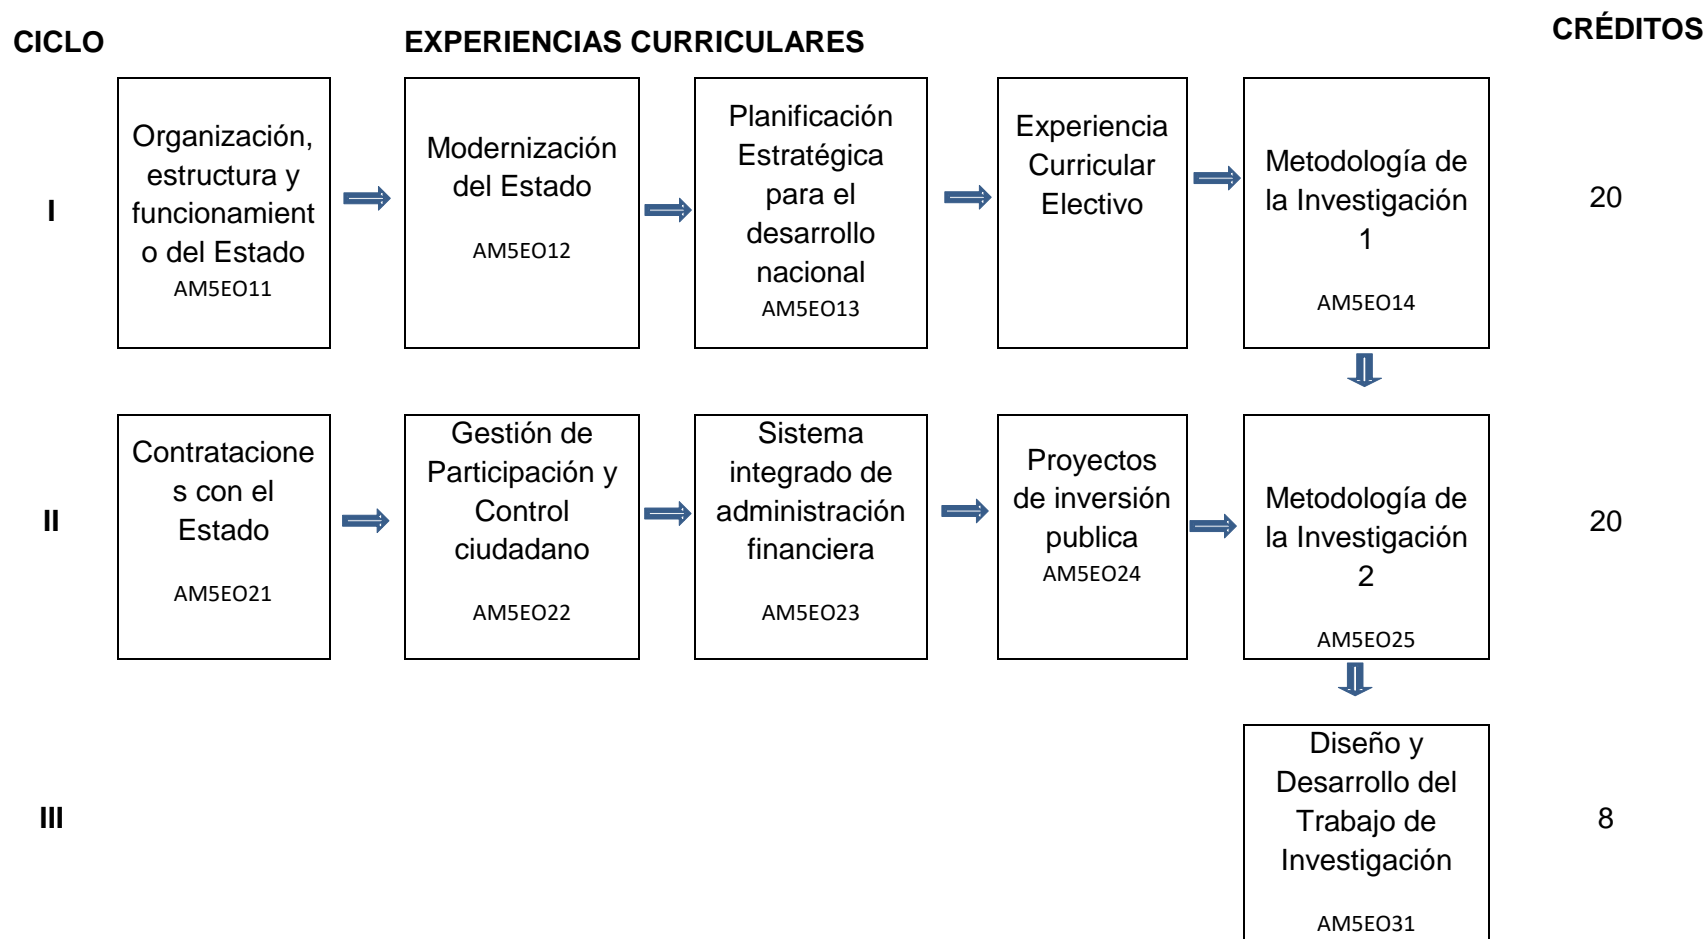 CICLO
EXPERIENCIAS CURRICULARES
CRÉDITOS
I
Organización,
estructura y
funcionamient
o del Estado
AM5EO11
Modernización
del Estado
AM5EO12
Planificación
Estratégica
para el
desarrollo
nacional
AM5EO13
Experiencia
Curricular
Electivo
Metodología de
la Investigación
1
AM5EO14
20
II
Contratacione
s con el
Estado
AM5EO21
Gestión de
Participación y
Control
ciudadano
AM5EO22
Sistema
integrado de
administración
financiera
AM5EO23
Proyectos
de inversión
publica
AM5EO24
Metodología de
la Investigación
2
AM5EO25
20
III
Diseño y
Desarrollo del
Trabajo de
Investigación
AM5EO31
8